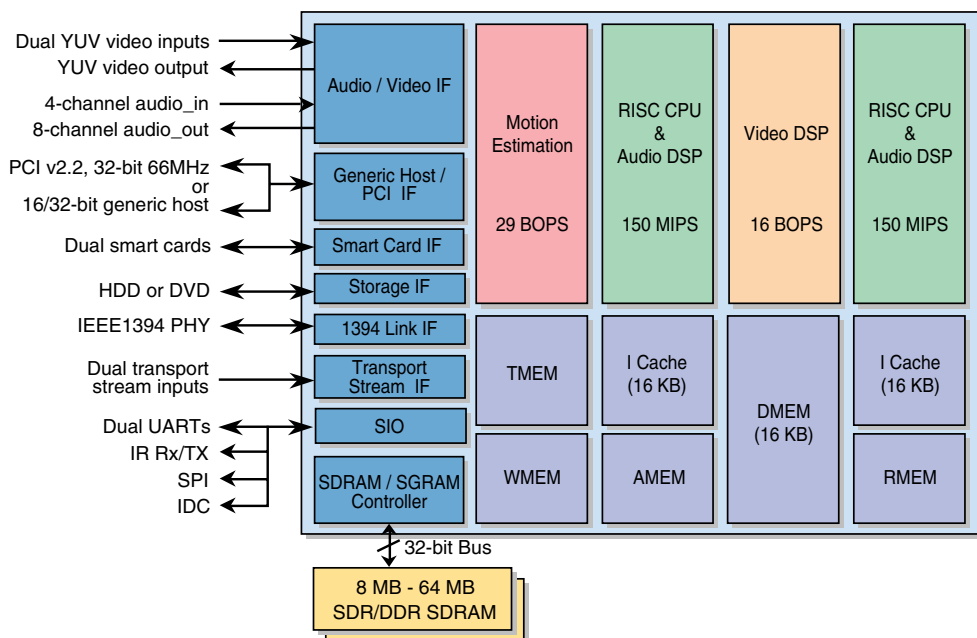 Dual YUV video inputs
YUV video output
4-channel audio_in
8-channel audio_out
PCI v2.2, 32-bit 66MHz
or
16/32-bit generic host
Dual smart cards
HDD or DVD
IEEE1394 PHY
Dual transport
stream inputs
Dual UARTs
IR Rx/TX
SPI
IDC
Audio / Video IF
Generic Host /
PCI IF
Smart Card IF
Storage IF
1394 Link IF
Transport
Stream IF
SIO
SDRAM / SGRAM
Controller
Motion
Estimation
29 BOPS
RISC CPU
&
Audio DSP
150 MIPS
Video DSP
16 BOPS
RISC CPU
&
Audio DSP
150 MIPS
TMEM
I Cache
(16 KB)
DMEM
(16 KB)
I Cache
(16 KB)
WMEM
AMEM
RMEM
32-bit Bus
8 MB - 64 MB
SDR/DDR SDRAM